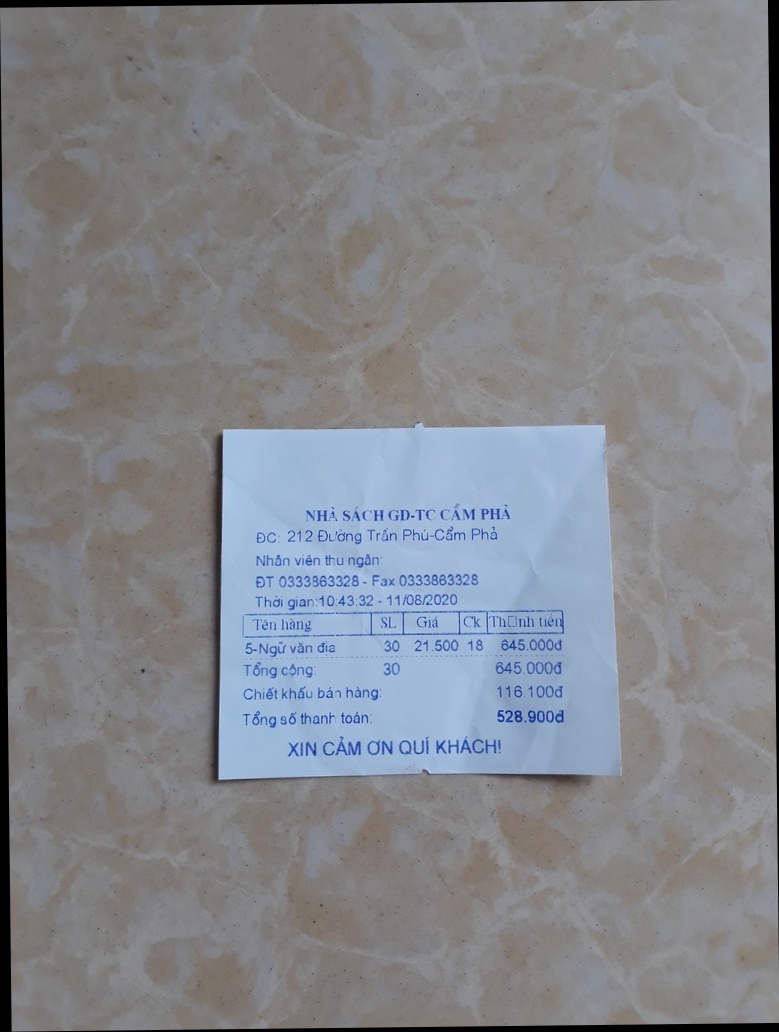 NHÀ SÁCH GD-TC CẨM PHẢ
ĐC: 212 Đường Trần Phú-Cẩm Phả
Nhân viên thu ngân:
ĐT 0333863328 - Fax 0333863328
Thời gian:10:43:32 - 11/08/2020
Tên hàng SL Giá Ck Th□nh tiền
5-Ngữ văn địa 30 21.500 18 645.000đ
Tổng cộng: 30 645.000đ
Chiết khấu bán hàng: 116.100đ
Tổng số thanh toán: 528.900đ
XIN CẢM ƠN QUÍ KHÁCH!